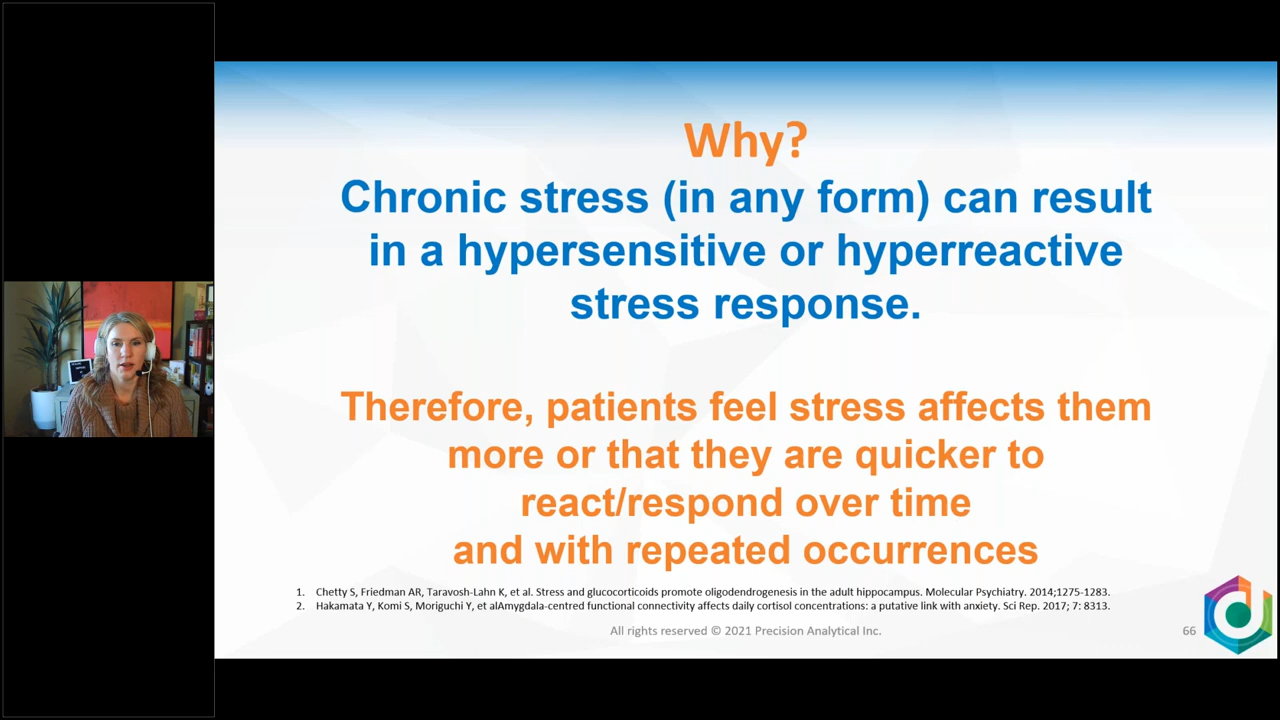 Why?
Chronic stress (in any form) can result
in a hypersensitive or hyperreactive
stress response.
Therefore, patients feel stress affects them
more or that they are quicker to
react/respond over time
and with repeated occurrences
1. Chetty S, Friedman AR, Taravosh-Lahn K, et al. Stress and glucocorticoids promote oligodendrogenesis in the adult hippocampus. Molecular Psychiatry. 2014;1275-1283.
2. Hakamata Y, Komi S, Moriguchi Y, et alAmygdala-centred functional connectivity affects daily cortisol concentrations: a putative link with anxiety. Sci Rep. 2017; 7: 8313.
All rights reserved © 2021 Precision Analytical Inc.
66